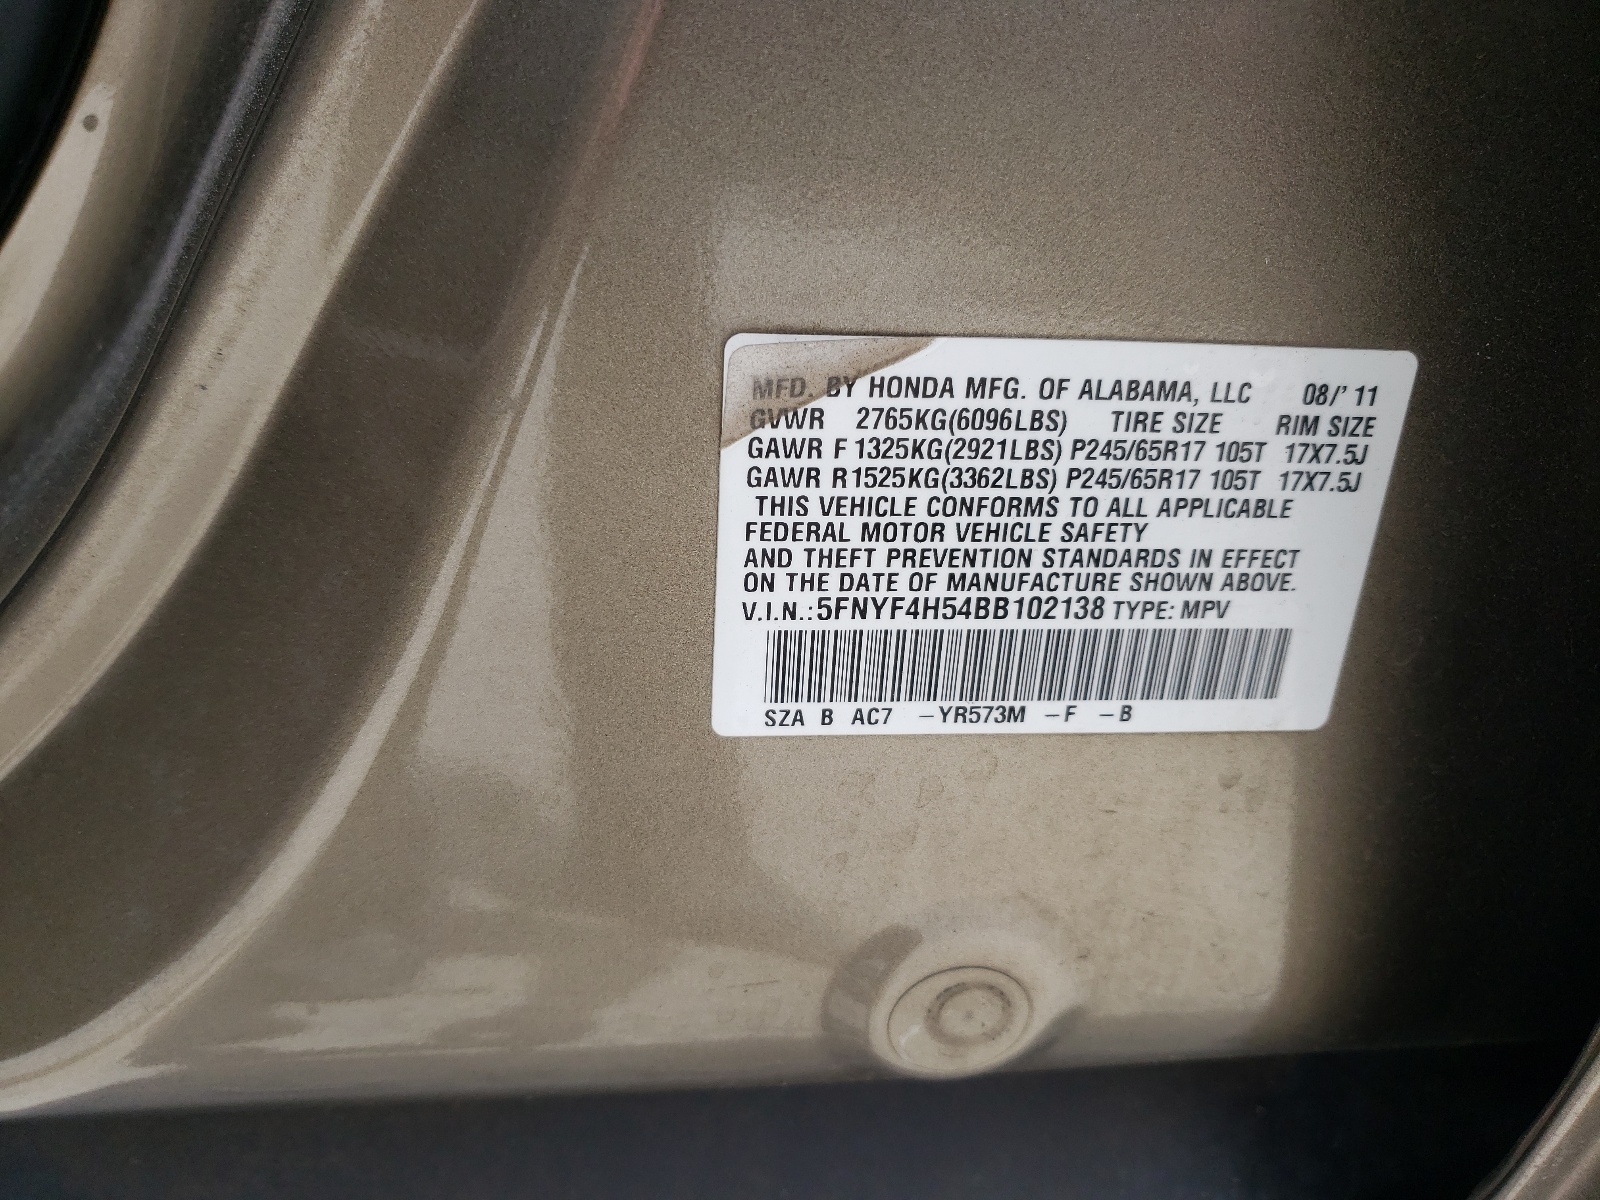 MFD. BY HONDA MFG. OF ALABAMA, LLC 08/' 11
GVWR 2765KG(6096LBS) TIRE SIZE RIM SIZE
GAWR F 1325KG(2921LBS) P245/65R17 105T 17X7.5J
GAWR R 1525KG(3362LBS) P245/65R17 105T 17X7.5J
THIS VEHICLE CONFORMS TO ALL APPLICABLE
FEDERAL MOTOR VEHICLE SAFETY
AND THEFT PREVENTION STANDARDS IN EFFECT
ON THE DATE OF MANUFACTURE SHOWN ABOVE.
V.I.N.:5FNYF4H54BB102138 TYPE: MPV
SZA B AC7 –YR573M –F –B